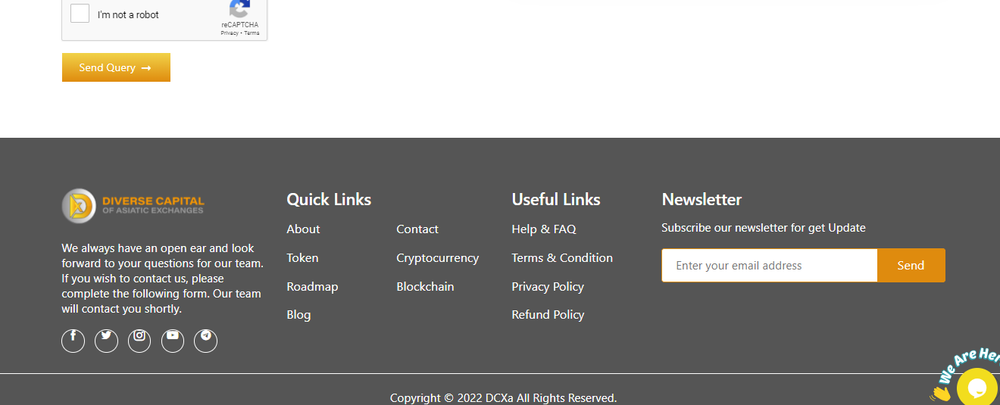 I'm not a robot
reCAPTCHA
Privacy • Terms
Send Query →
DIVERSE CAPITAL
OF ASIATIC EXCHANGES
We always have an open ear and look
forward to your questions for our team.
If you wish to contact us, please
complete the following form. Our team
will contact you shortly.
Quick Links
About
Contact
Token
Cryptocurrency
Roadmap
Blockchain
Blog
Useful Links
Help & FAQ
Terms & Condition
Privacy Policy
Refund Policy
Newsletter
Subscribe our newsletter for get Update
Enter your email address
Send
We Are Her
Copyright © 2022 DCXa All Rights Reserved.